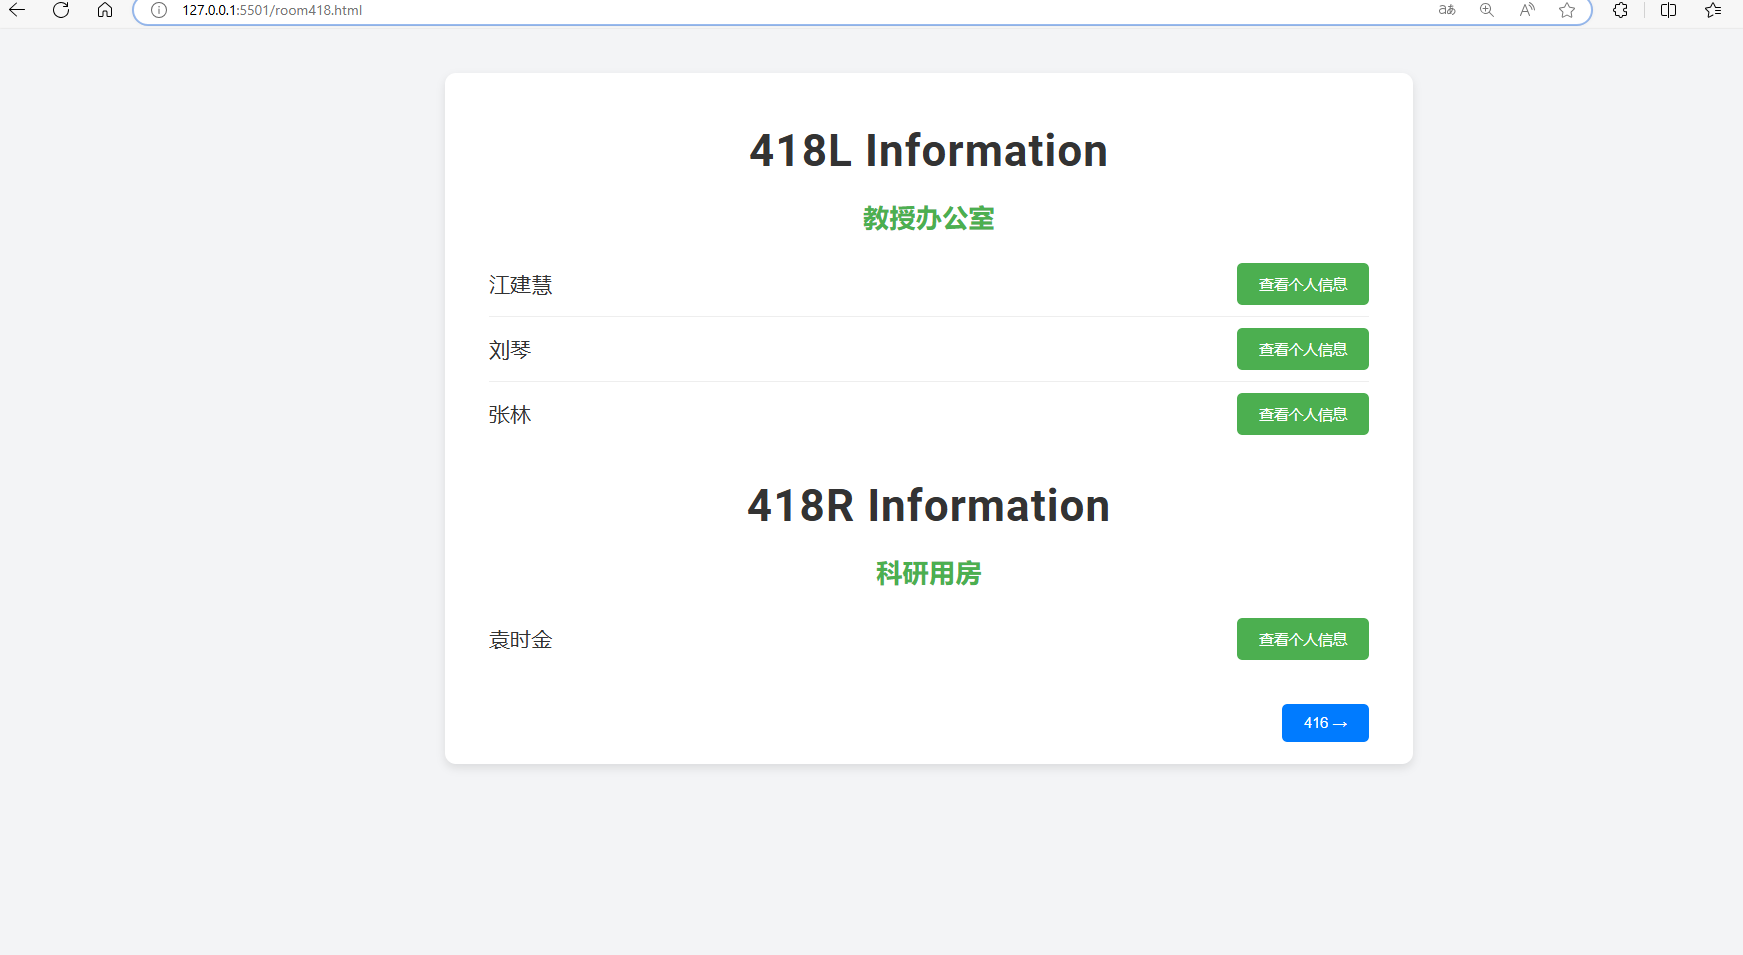 127.0.0.1:5501/room418.html
418L Information
教授办公室
江建慧 查看个人信息
刘琴 查看个人信息
张林 查看个人信息
418R Information
科研用房
袁时金 查看个人信息
416 →